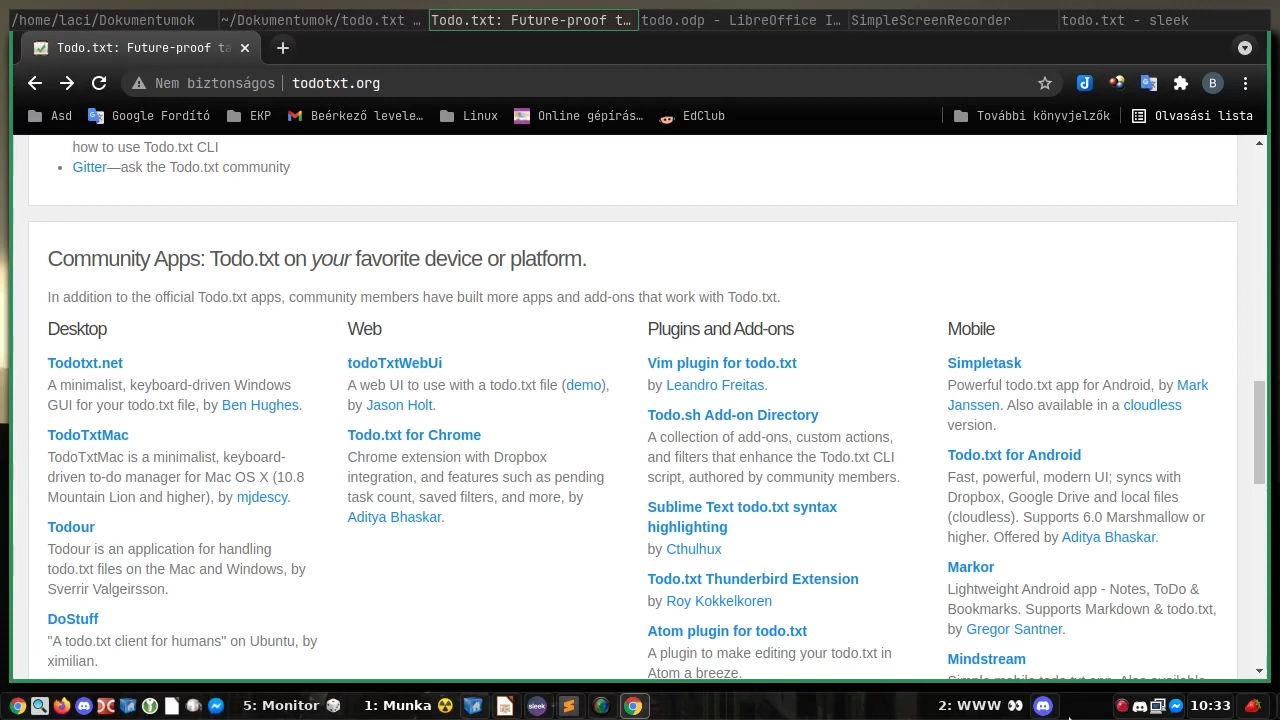 /home/laci/Dokumentumok
~/Dokumentumok/todo.txt …
Todo.txt: Future-proof t…
todo.odp - LibreOffice I…
SimpleScreenRecorder
todo.txt - sleek
Todo.txt: Future-proof ta
Nem biztonságos
todotxt.org
B
Asd
Google Fordító
EKP
Beérkező levele…
Linux
Online gépírás…
EdClub
További könyvjelzők
Olvasási lista
how to use Todo.txt CLI
• Gitter—ask the Todo.txt community
Community Apps: Todo.txt on your favorite device or platform.
In addition to the official Todo.txt apps, community members have built more apps and add-ons that work with Todo.txt.
Desktop
Todotxt.net
A minimalist, keyboard-driven Windows
GUI for your todo.txt file, by Ben Hughes.
TodoTxtMac
TodoTxtMac is a minimalist, keyboard-
driven to-do manager for Mac OS X (10.8
Mountain Lion and higher), by mjdescy.
Todour
Todour is an application for handling
todo.txt files on the Mac and Windows, by
Sverrir Valgeirsson.
DoStuff
"A todo.txt client for humans" on Ubuntu, by
ximilian.
Web
todoTxtWebUi
A web UI to use with a todo.txt file (demo),
by Jason Holt.
Todo.txt for Chrome
Chrome extension with Dropbox
integration, and features such as pending
task count, saved filters, and more, by
Aditya Bhaskar.
Plugins and Add-ons
Vim plugin for todo.txt
by Leandro Freitas.
Todo.sh Add-on Directory
A collection of add-ons, custom actions,
and filters that enhance the Todo.txt CLI
script, authored by community members.
Sublime Text todo.txt syntax
highlighting
by Cthulhux
Todo.txt Thunderbird Extension
by Roy Kokkelkoren
Atom plugin for todo.txt
A plugin to make editing your todo.txt in
Atom a breeze.
Mobile
Simpletask
Powerful todo.txt app for Android, by Mark
Janssen. Also available in a cloudless
version.
Todo.txt for Android
Fast, powerful, modern UI; syncs with
Dropbox, Google Drive and local files
(cloudless). Supports 6.0 Marshmallow or
higher. Offered by Aditya Bhaskar.
Markor
Lightweight Android app - Notes, ToDo &
Bookmarks. Supports Markdown & todo.txt,
by Gregor Santner.
Mindstream
Simple mobile todo.txt app. Also available
5: Monitor
1: Munka
sleek
2: WWW
10:33